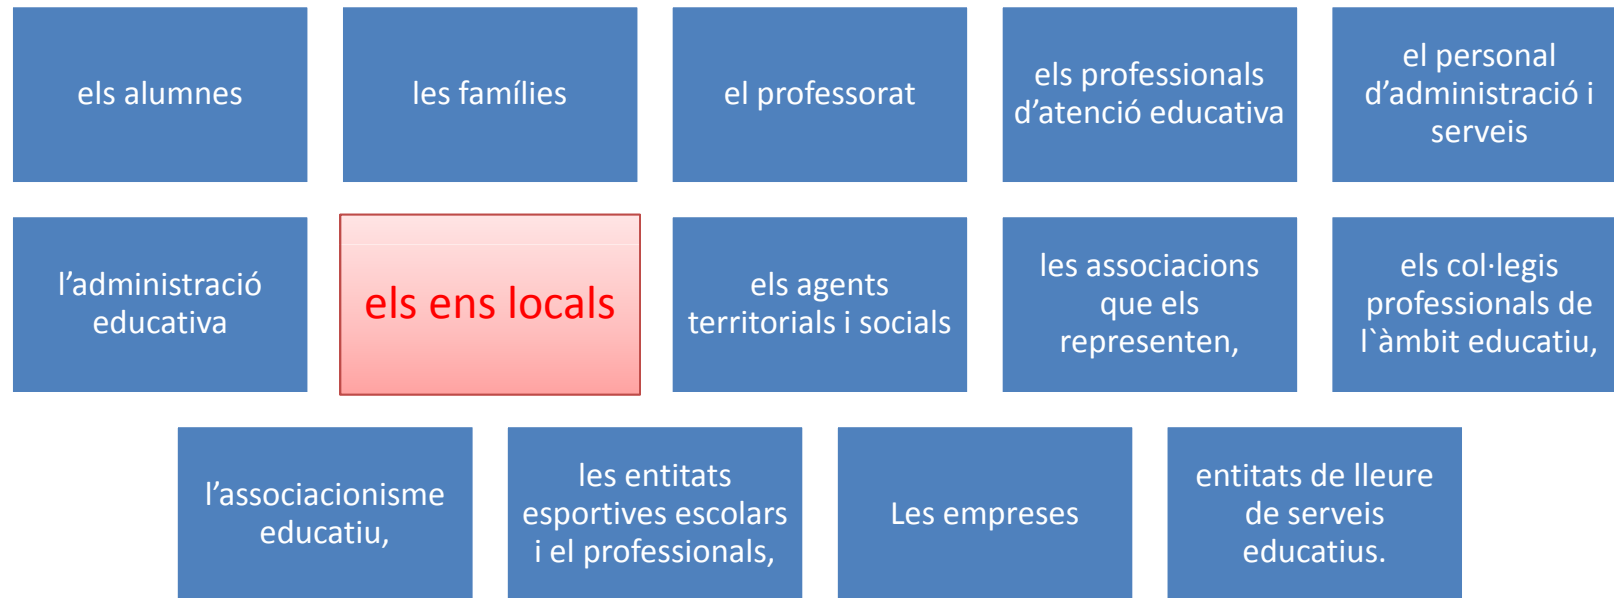 els alumnes
les famílies
el professorat
els professionals
d’atenció educativa
el personal
d’administració i
serveis
l’administració
educativa
els ens locals
els agents
territorials i socials
les associacions
que els
representen,
els col·legis
professionals de
l`àmbit educatiu,
l’associacionisme
educatiu,
les entitats
esportives escolars
i el professionals,
Les empreses
entitats de lleure
de serveis
educatius.